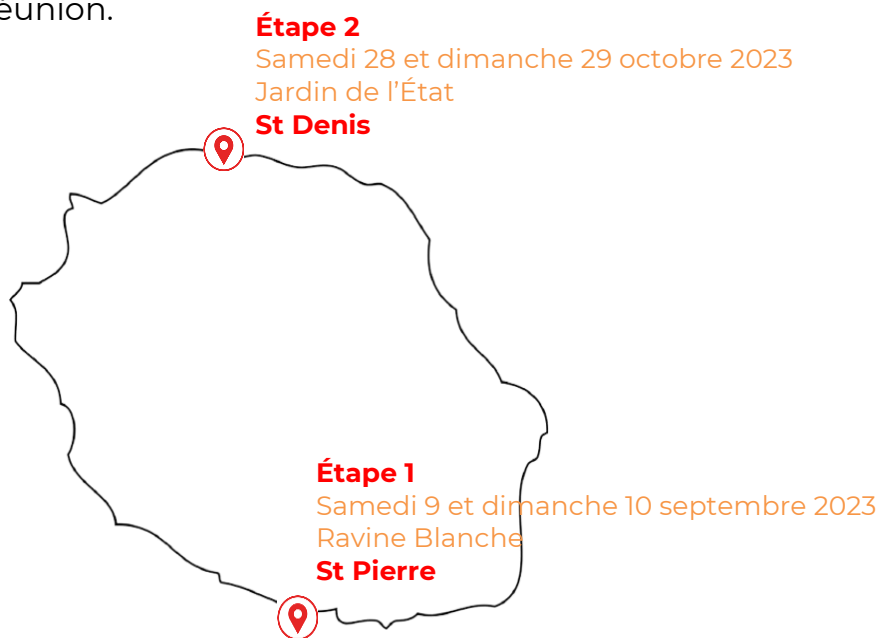 éunion.
Étape 2
Samedi 28 et dimanche 29 octobre 2023
Jardin de l'État
St Denis
Étape 1
Samedi 9 et dimanche 10 septembre 2023
Ravine Blanche
St Pierre